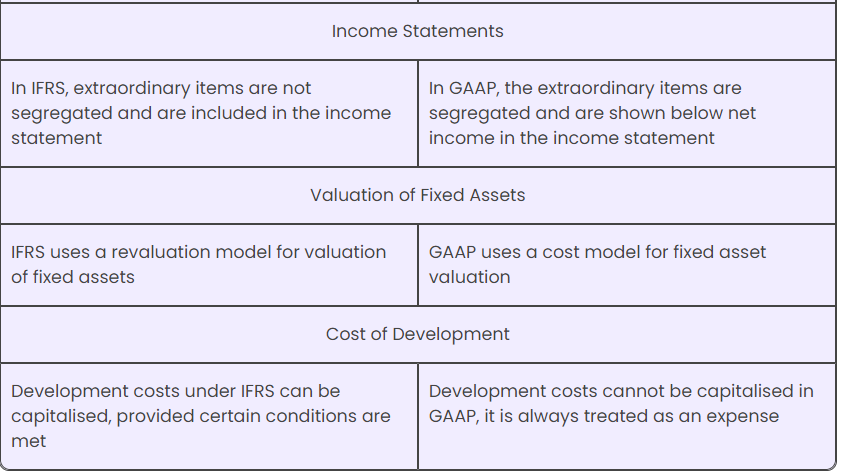 Income Statements
In IFRS, extraordinary items are not
segregated and are included in the income
statement
In GAAP, the extraordinary items are
segregated and are shown below net
income in the income statement
Valuation of Fixed Assets
IFRS uses a revaluation model for valuation
of fixed assets
GAAP uses a cost model for fixed asset
valuation
Cost of Development
Development costs under IFRS can be
capitalised, provided certain conditions are
met
Development costs cannot be capitalised in
GAAP, it is always treated as an expense